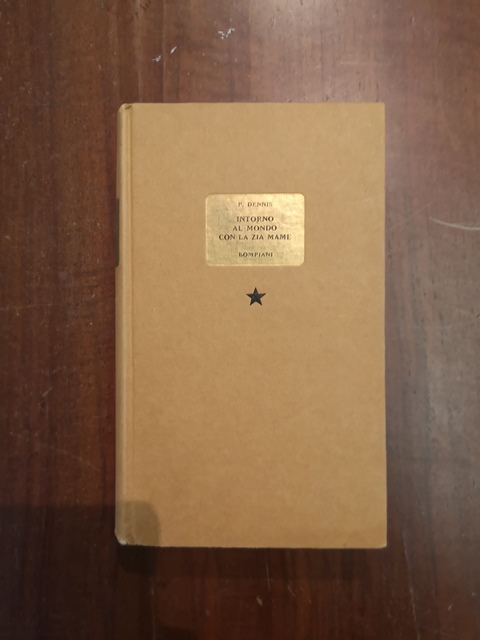 P. DENNIS
INTORNO
AL MONDO
CON LA ZIA MAME
BOMPIANI